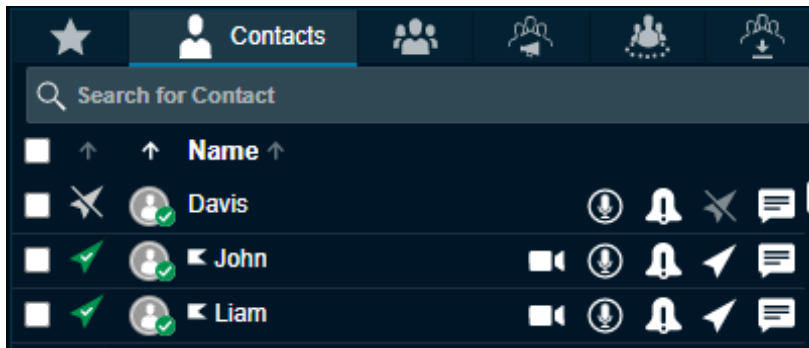 Contacts
Search for Contact
Name
Davis
John
Liam